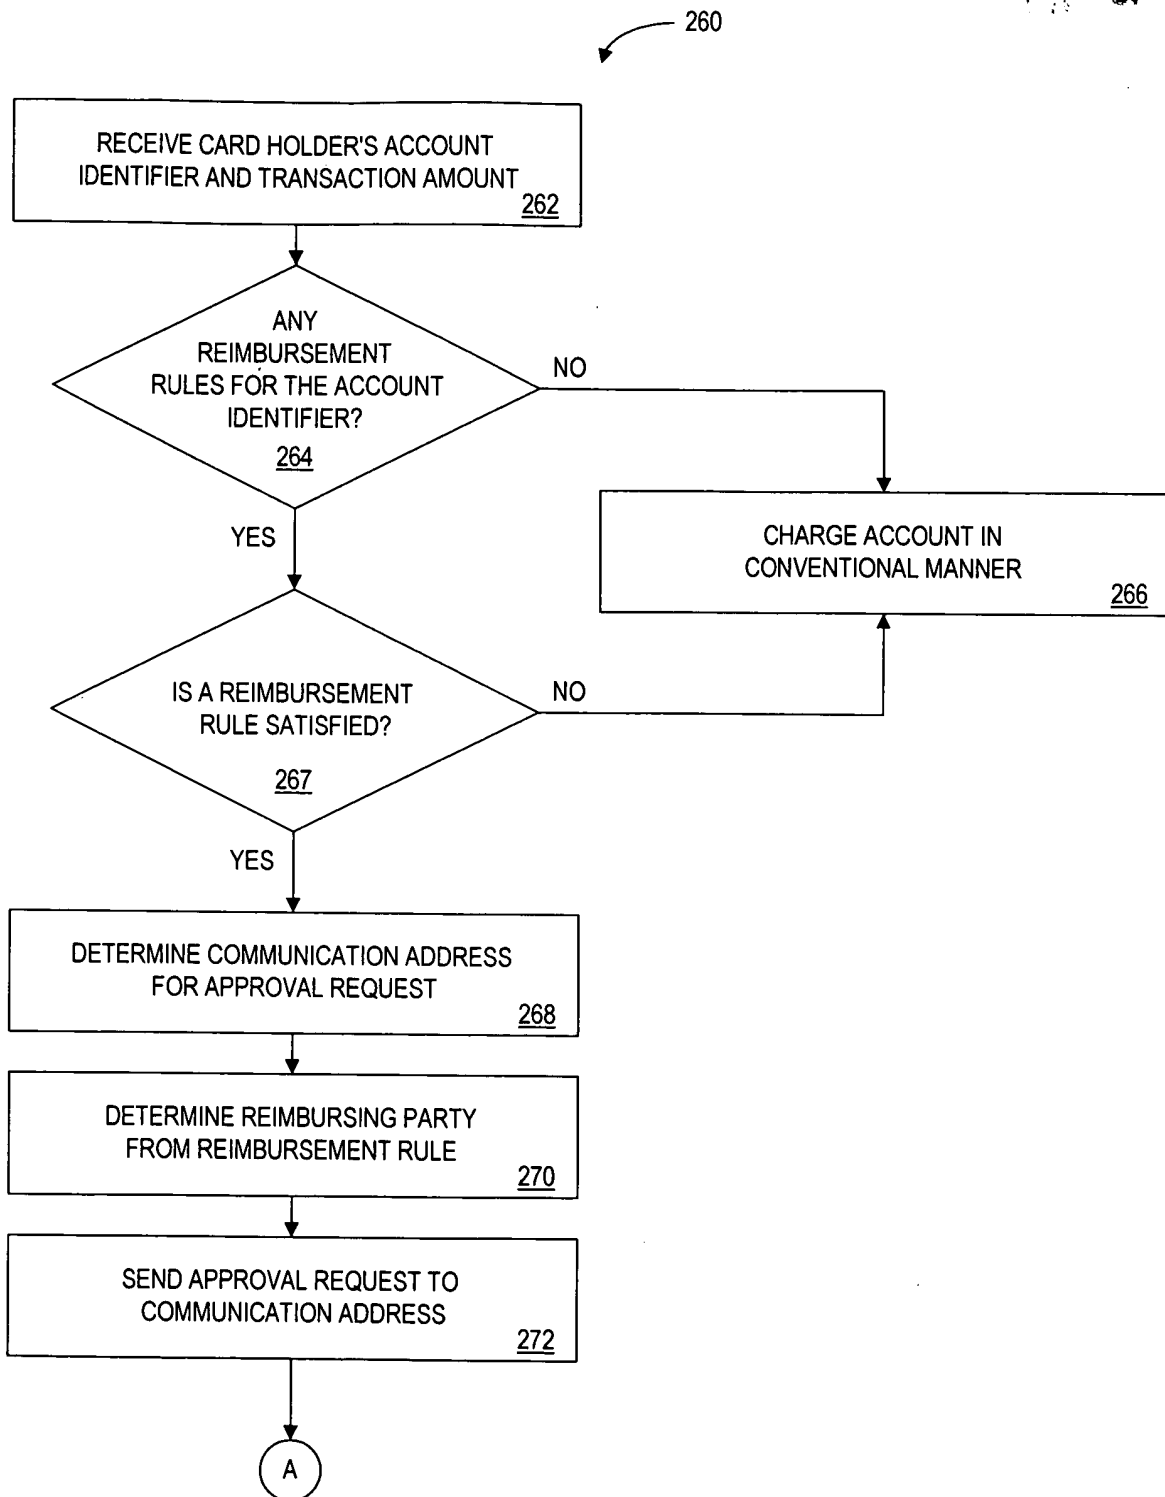 260
RECEIVE CARD HOLDER'S ACCOUNT
IDENTIFIER AND TRANSACTION AMOUNT
262
ANY
REIMBURSEMENT
RULES FOR THE ACCOUNT
IDENTIFIER?
264
NO
YES
CHARGE ACCOUNT IN
CONVENTIONAL MANNER
266
IS A REIMBURSEMENT
RULE SATISFIED?
267
NO
YES
DETERMINE COMMUNICATION ADDRESS
FOR APPROVAL REQUEST
268
DETERMINE REIMBURSING PARTY
FROM REIMBURSEMENT RULE
270
SEND APPROVAL REQUEST TO
COMMUNICATION ADDRESS
272
A